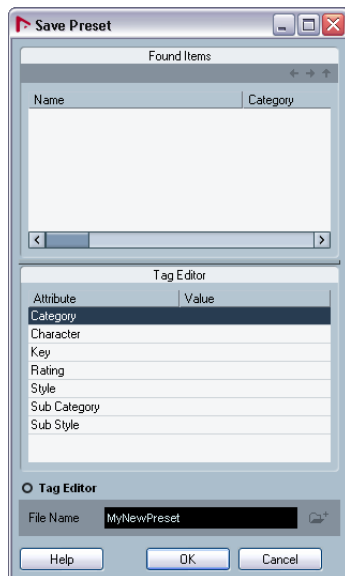 Save Preset
Found Items
Name Category
Tag Editor
Attribute Value
Category
Character
Key
Rating
Style
Sub Category
Sub Style
Tag Editor
File Name MyNewPreset
Help OK Cancel